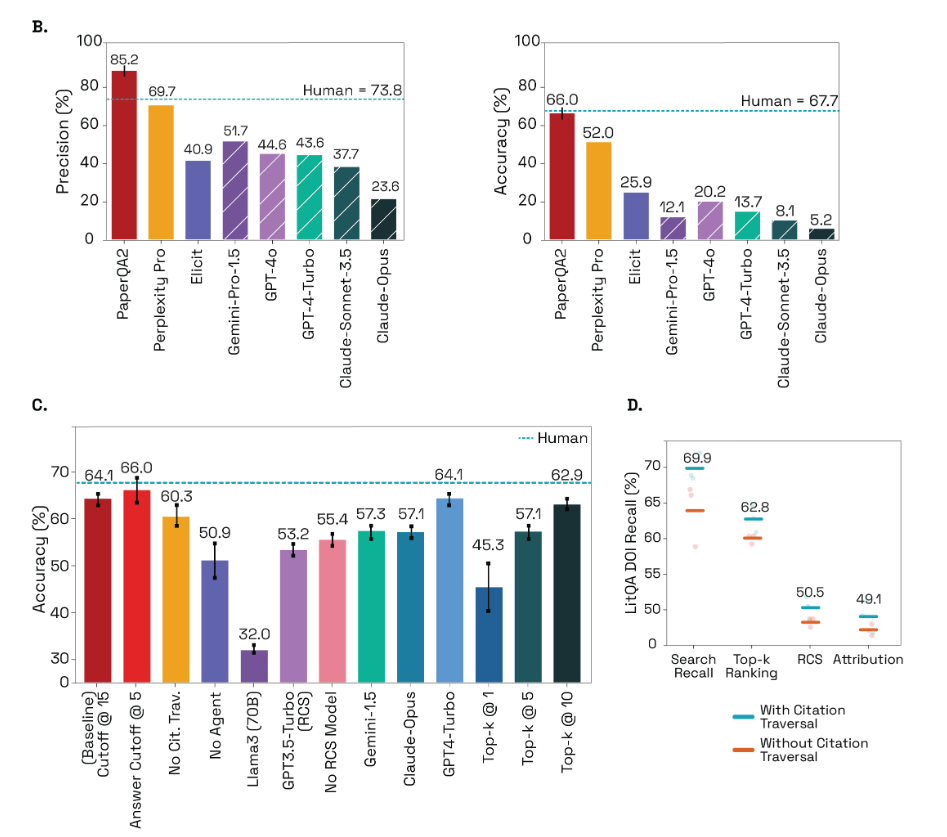 B.
Precision (%)
100
80
60
40
20
0
85.2
69.7
40.9
51.7
44.6
43.6
37.7
23.6
Human = 73.8
PaperQA2
Perplexity Pro
Elicit
Gemini-Pro-1.5
GPT-4o
GPT-4-Turbo
Claude-Sonnet-3.5
Claude-Opus
Accuracy (%)
100
80
60
40
20
0
66.0
52.0
25.9
12.1
20.2
13.7
8.1
5.2
Human = 67.7
PaperQA2
Perplexity Pro
Elicit
Gemini-Pro-1.5
GPT-4o
GPT-4-Turbo
Claude-Sonnet-3.5
Claude-Opus
C.
Accuracy (%)
70
60
50
40
30
0
Human
64.1
66.0
60.3
50.9
32.0
53.2
55.4
57.3
57.1
64.1
45.3
57.1
62.9
(Baseline)
Cutoff @ 15
Answer Cutoff @ 5
No Cit. Trav.
No Agent
Llama3 (70B)
GPT3.5-Turbo
(RCS)
No RCS Model
Gemini-1.5
Claude-Opus
GPT4-Turbo
Top-k @ 1
Top-k @ 5
Top-k @ 10
D.
LitQA DOI Recall (%)
70
65
60
55
50
0
69.9
62.8
50.5
49.1
Search
Recall
Top-k
Ranking
RCS
Attribution
With Citation
Traversal
Without Citation
Traversal